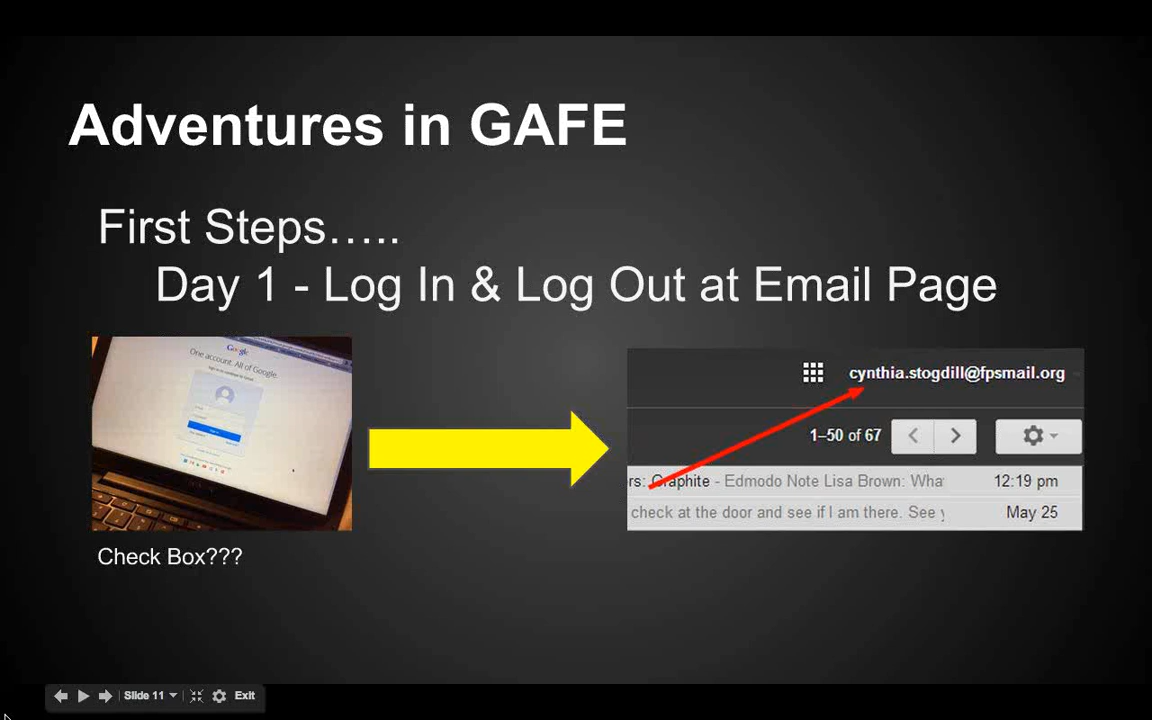 Adventures in GAFE
First Steps…..
Day 1 - Log In & Log Out at Email Page
Google
One account. All of Google.
cynthia.stogdill@fpsmail.org
1–50 of 67
rs: Graphite - Edmodo Note Lisa Brown: Wha
12:19 pm
check at the door and see if I am there. See y
May 25
Check Box???
Slide 11
Exit